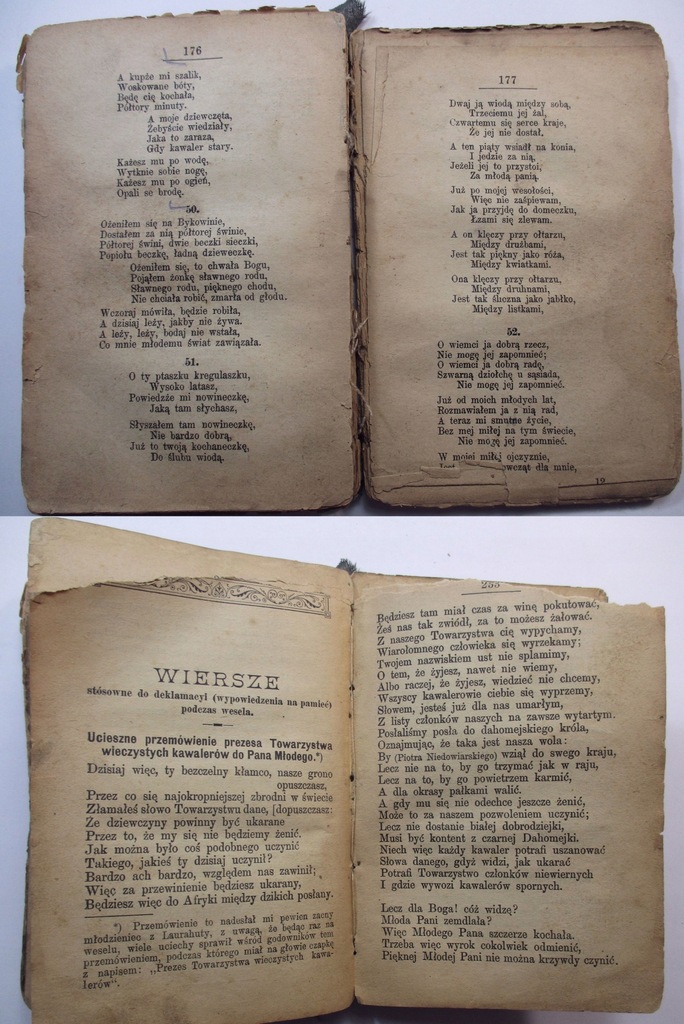 176
A kupże mi szalik,
Woskowane bóty,
Będę cię kochała,
Półtory minuty.
A moje dziewczęta,
Żebyście wiedziały,
Jaka to zaraza,
Gdy kawaler stary.
Każesz mu po wodę,
Wytknie sobie nogę,
Każesz mu po ogień,
Opali se brodę.
50.
Ożeniłem się na Bykowinie,
Dostałem za nią półtorej świnie,
Półtorej świni, dwie beczki sieczki,
Popiołu beczkę, ładną dzieweczkę.
Ożeniłem się, to chwała Bogu,
Pojąłem żonkę sławnego rodu,
Sławnego rodu, pięknego chodu,
Nie chciała robić, zmarła od głodu.
Wczoraj mówiła, będzie robiła,
A dzisiaj leży, jakby nie żywa.
A leży, leży, bodaj nie wstała,
Co mnie młodemu świat zawiązała.
51.
O ty ptaszku kregulaszku,
Wysoko latasz,
Powiedzże mi nowineczkę,
Jaką tam słychasz,
Słyszałem tam nowineczkę,
Nie bardzo dobrą,
Już to twoją kochaneczkę,
Do ślubu wiodą.
177
Dwaj ją wiodą między sobą,
Trzeciemu jej żal,
Czwartemu się serce kraje,
Że jej nie dostał.
A ten piąty wsiadł na konia,
I jedzie za nią,
Jeżeli jej to przystoi,
Za młodą panią.
Już po mojej wesołości,
Więc nie zaśpiewam,
Jak ja przyjdę do domeczku,
Łzami się zlewam.
A on klęczy przy ołtarzu,
Między drużbami,
Jest tak piękny jako róża,
Między kwiatkami.
Ona klęczy przy ołtarzu,
Między druhnami,
Jest tak śliczna jako jabłko,
Między listkami,
52.
O wiemci ja dobrą rzecz,
Nie mogę jej zapomnieć;
O wiemci ja dobrą radę,
Szwarną dziołchę u sąsiada,
Nie mogę jej zapomnieć.
Już od moich młodych lat,
Rozmawiałem ja z nią rad,
A teraz mi smutne życie,
Bez mej miłej na tym świecie,
Nie mogę jej zapomnieć.
W mojej miłej ojczyznie,
dla mnie,
12
WIERSZE
stósowne do deklamacyi (wypowiedzenia na pamięć)
podczas wesela.
Ucieszne przemówienie prezesa Towarzystwa
wieczystych kawalerów do Pana Młodego.*)
Dzisiaj więc, ty bezczelny kłamco, nasze grono
opuszczasz,
Przez co się najokropniejszej zbrodni w świecie
Złamałeś słowo Towarzystwu dane, [dopuszczasz:
Że dziewczyny powinny być ukarane
Przez to, że my się nie będziemy żenić.
Jak można było coś podobnego uczynić
Takiego, jakieś ty dzisiaj uczynił?
Bardzo ach bardzo, względem nas zawinił;
Więc za przewinienie będziesz ukarany,
Będziesz więc do Afryki między dzikich posłany.
*) Przemówienie to nadesłał mi pewien zacny
młodzieniec z Laurahuty, z uwagą, że będąc raz na
weselu, wiele uciechy sprawił wśród godowników tem
przemówieniem, podczas którego miał na głowie czapkę
z napisem: „Prezes Towarzystwa wieczystych kawa-
lerów".
255
Będziesz tam miał czas za winę pokutować,
Żeś nas tak zwiódł, za to możesz żałować.
Z naszego Towarzystwa cię wypychamy,
Wiarołomnego człowieka się wyrzekamy;
Twojem nazwiskiem ust nie splamimy,
O tem, że żyjesz, nawet nie wiemy,
Albo raczej, że żyjesz, wiedzieć nie chcemy,
Wszyscy kawalerowie ciebie się wyprzemy,
Słowem, jesteś już dla nas umarłym,
Z listy członków naszych na zawsze wytartym.
Posłaliśmy posła do dahomejskiego króla,
Oznajmując, że taka jest nasza wola:
By (Piotra Niedowiarskiego) wziął do swego kraju,
Lecz nie na to, by go trzymać jak w raju,
Lecz na to, by go powietrzem karmić,
A dla okrasy pałkami walić.
A gdy mu się nie odechce jeszcze żenić,
Może to za naszem pozwoleniem uczynić;
Lecz nie dostanie białej dobrodziejki,
Musi być kontent z czarnej Dahomejki.
Niech więc każdy kawaler potrafi uszanować
Słowa danego, gdyż widzi, jak ukarać
Potrafi Towarzystwo członków niewiernych
I gdzie wywozi kawalerów spornych.
Lecz dla Boga! cóż widzę?
Młoda Pani zemdlała?
Więc Młodego Pana szczerze kochała.
Trzeba więc wyrok cokolwiek odmienić,
Pięknej Młodej Pani nie można krzywdy czynić.